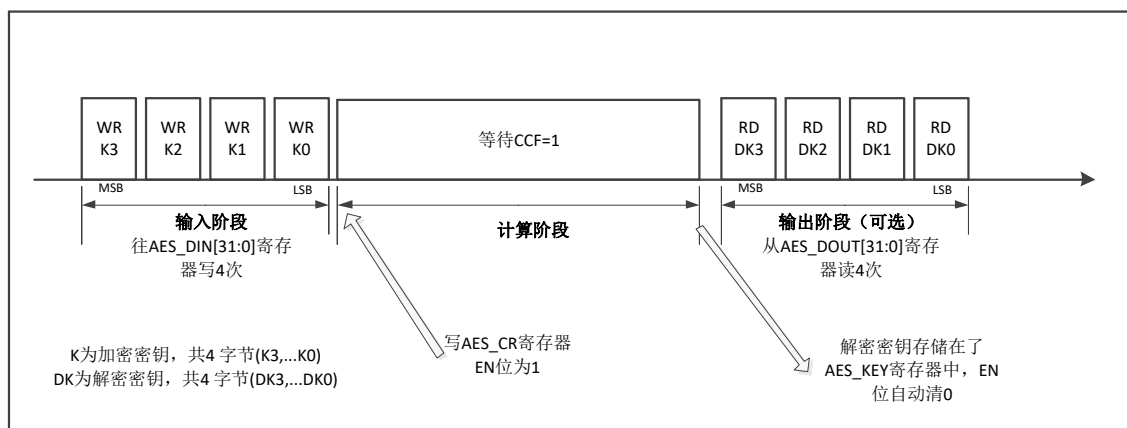 WR
K3
WR
K2
WR
K1
WR
K0
等待CCF=1
RD
DK3
RD
DK2
RD
DK1
RD
DK0
MSB
LSB
MSB
LSB
输入阶段
往AES_DIN[31:0]寄存
器写4次
计算阶段
输出阶段（可选）
从AES_DOUT[31:0]寄存
器读4次
写AES_CR寄存器
EN位为1
K为加密密钥，共4 字节(K3,...K0)
DK为解密密钥，共4 字节(DK3,...DK0)
解密密钥存储在了
AES_KEY寄存器中，EN
位自动清0